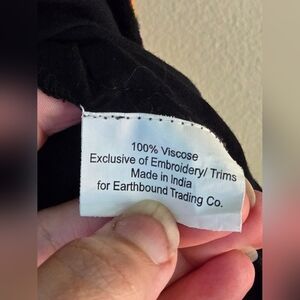 100% Viscose
Exclusive of Embroidery/ Trims
Made in India
for Earthbound Trading Co.